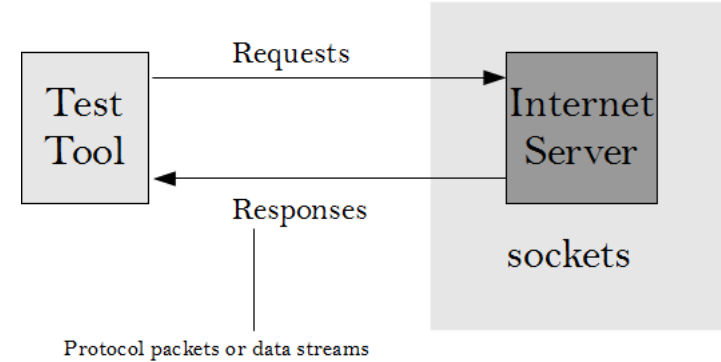 Requests
Test
Tool
Internet
Server
Responses
sockets
Protocol packets or data streams